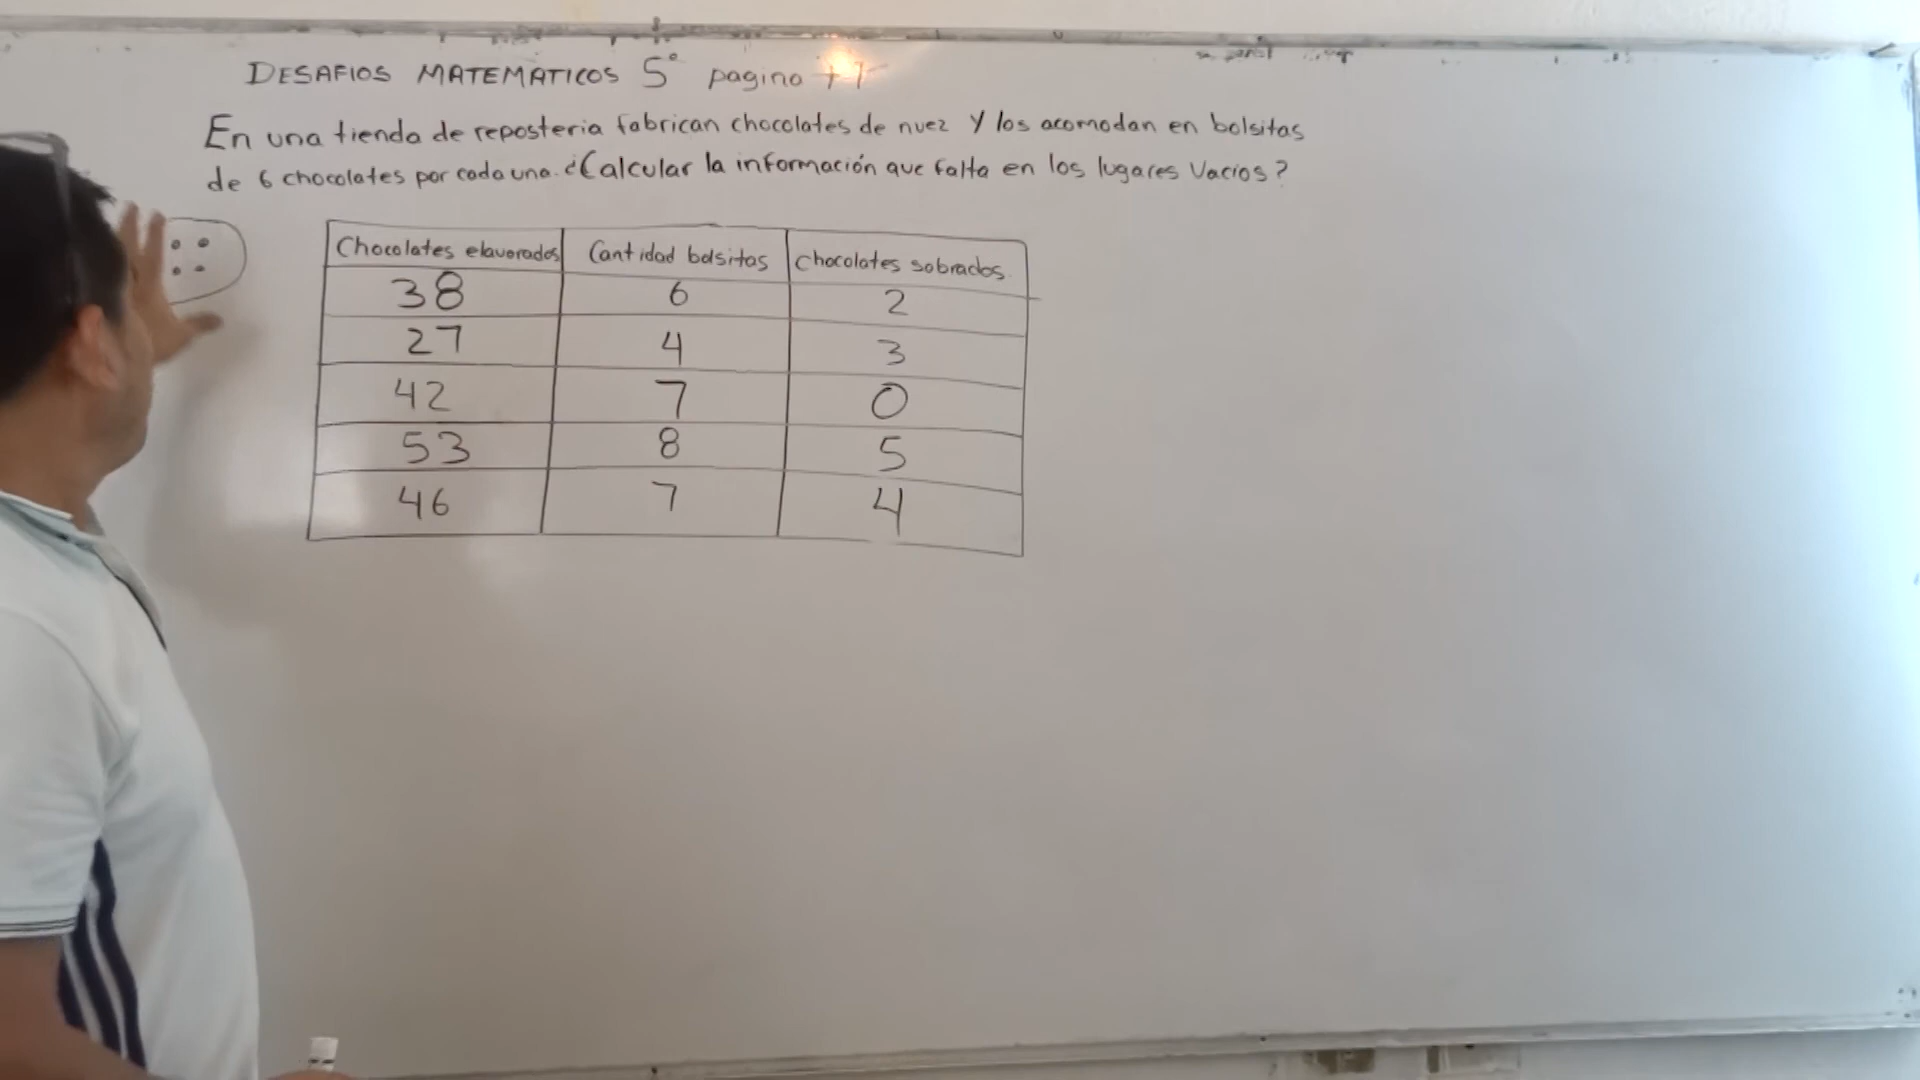 DESAFIOS MATEMÁTICOS 5° pagina
En una tienda de reposteria fabrican chocolates de nuez y los acomodan en bolsitas
de 6 chocolates por cada una. ¿Calcular la información que falta en los lugares vacios?
Chocolates elavorados Cantidad bolsitas chocolates sobrados.
38 6 2
27 4 3
42 7 0
53 8 5
46 7 4